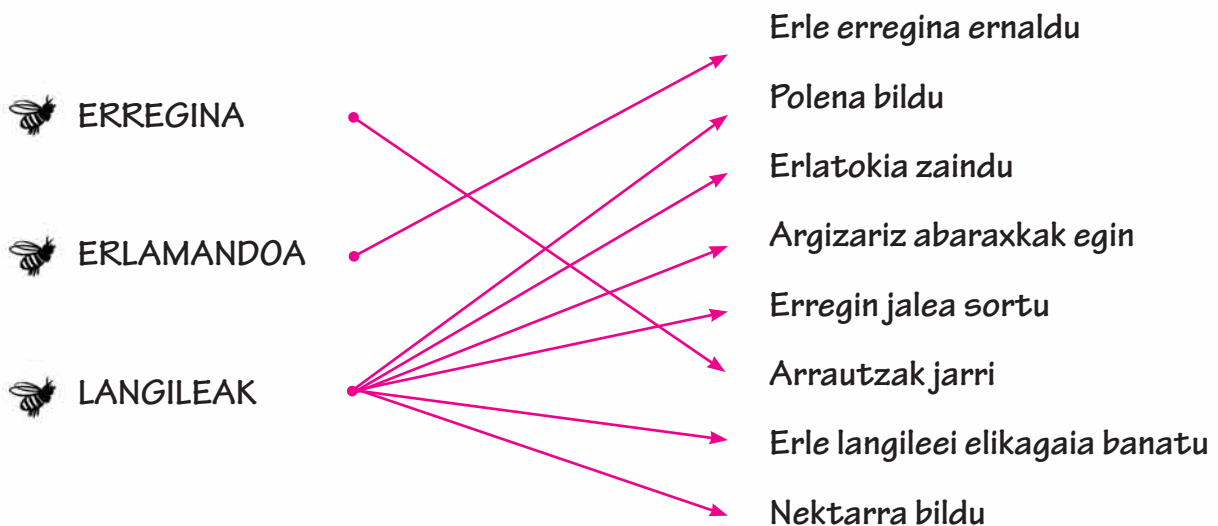 ERREGINA
ERLAMANDOA
LANGILEAK
Erle erregina ernaldu
Polena bildu
Erlatokia zaindu
Argizariz abaraxkak egin
Erregin jalea sortu
Arrautzak jarri
Erle langileei elikagaia banatu
Nektarra bildu